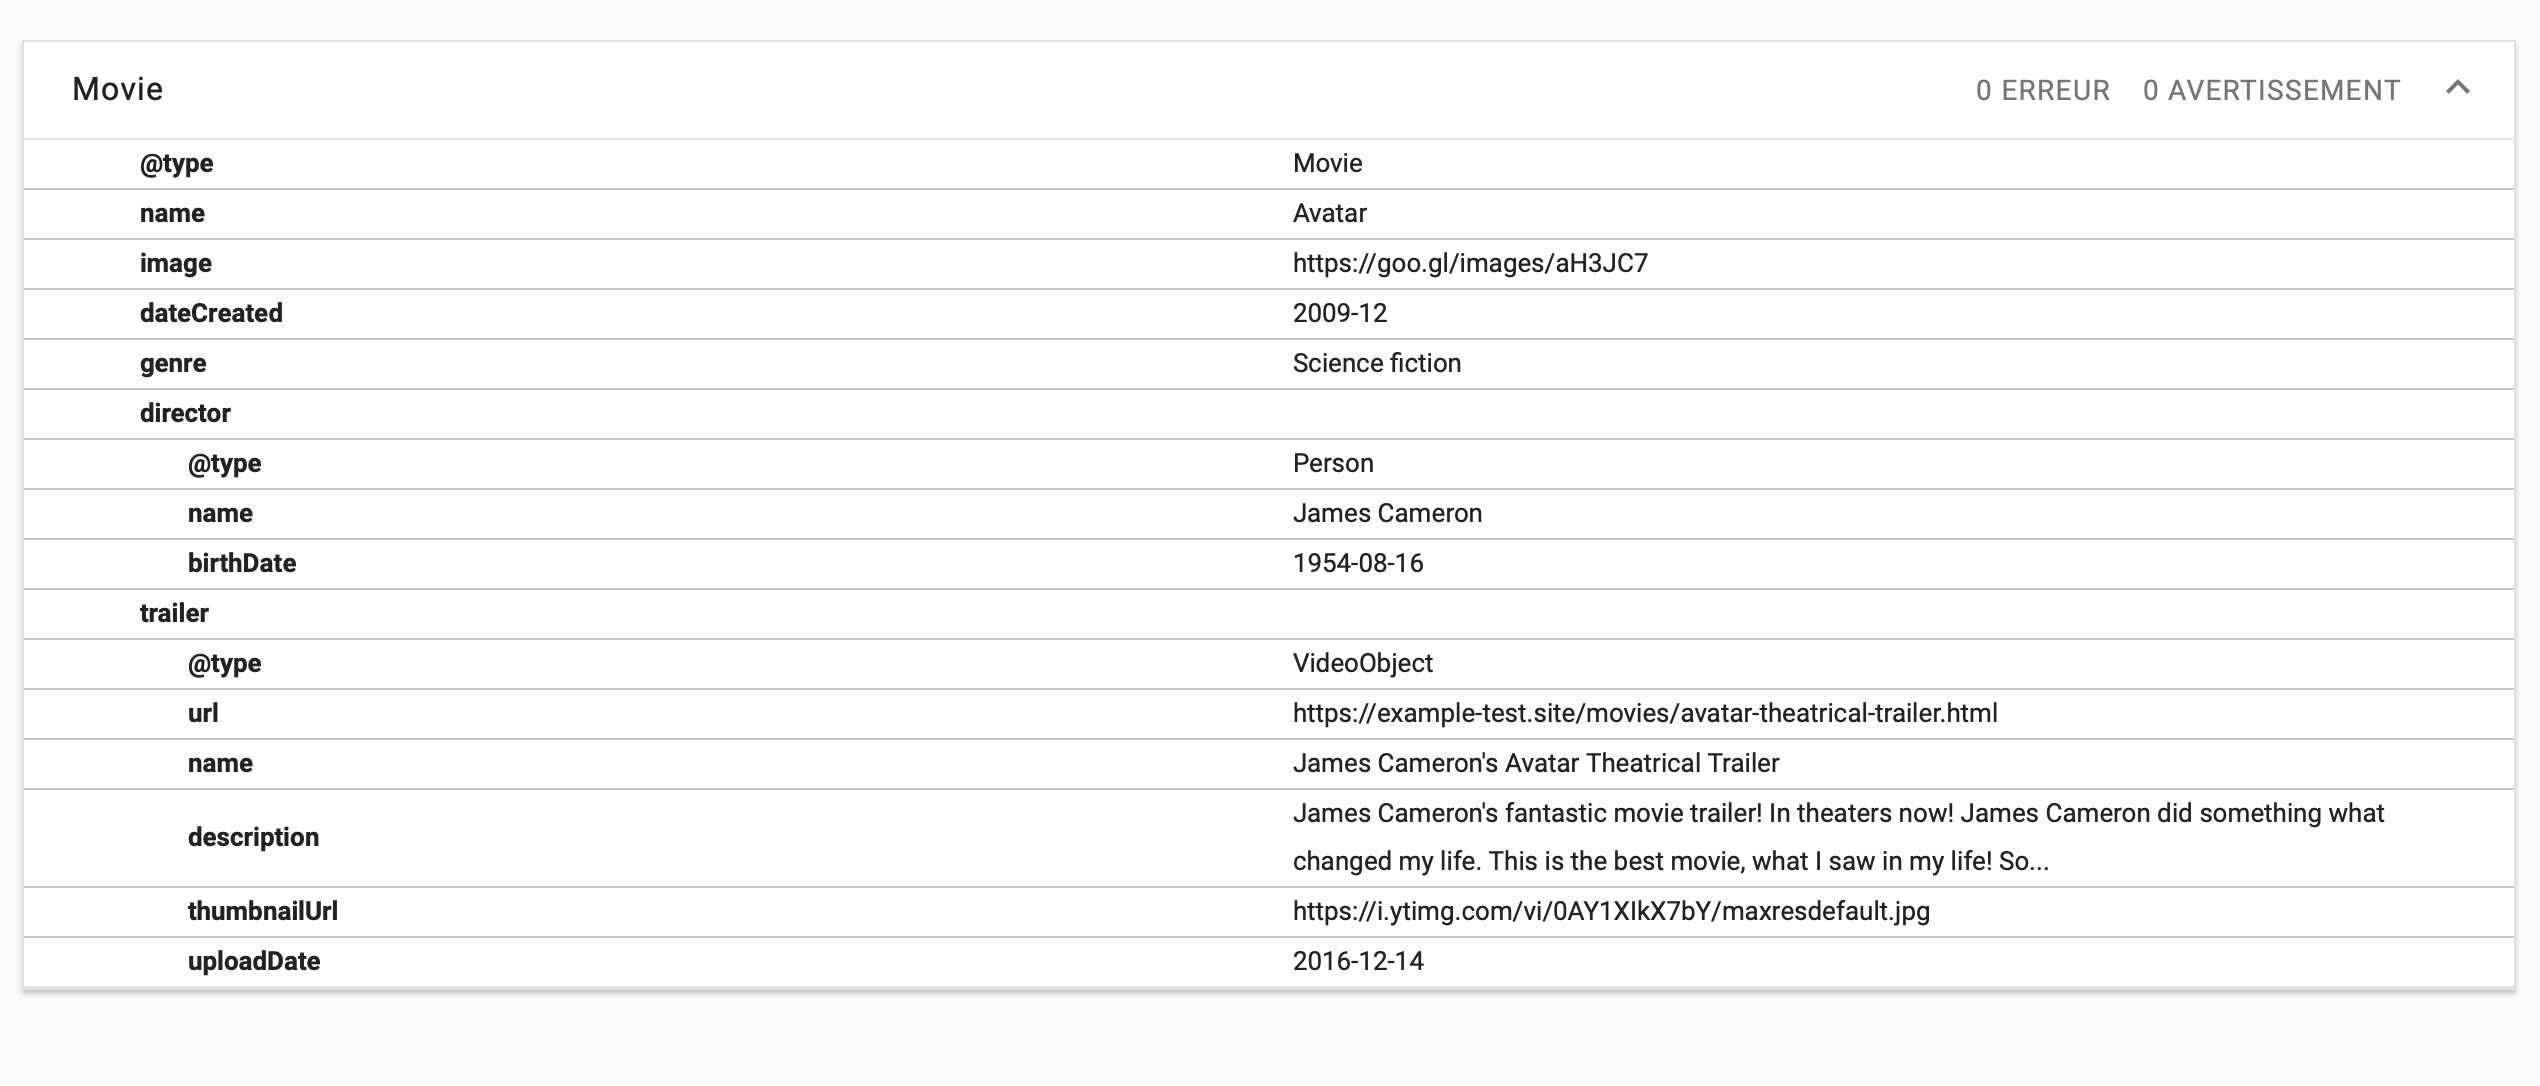 Movie 0 ERREUR 0 AVERTISSEMENT
@type Movie
name Avatar
image https://goo.gl/images/aH3JC7
dateCreated 2009-12
genre Science fiction
director
@type Person
name James Cameron
birthDate 1954-08-16
trailer
@type VideoObject
url https://example-test.site/movies/avatar-theatrical-trailer.html
name James Cameron's Avatar Theatrical Trailer
description James Cameron's fantastic movie trailer! In theaters now! James Cameron did something what
changed my life. This is the best movie, what I saw in my life! So...
thumbnailUrl https://i.ytimg.com/vi/0AY1XIkX7bY/maxresdefault.jpg
uploadDate 2016-12-14